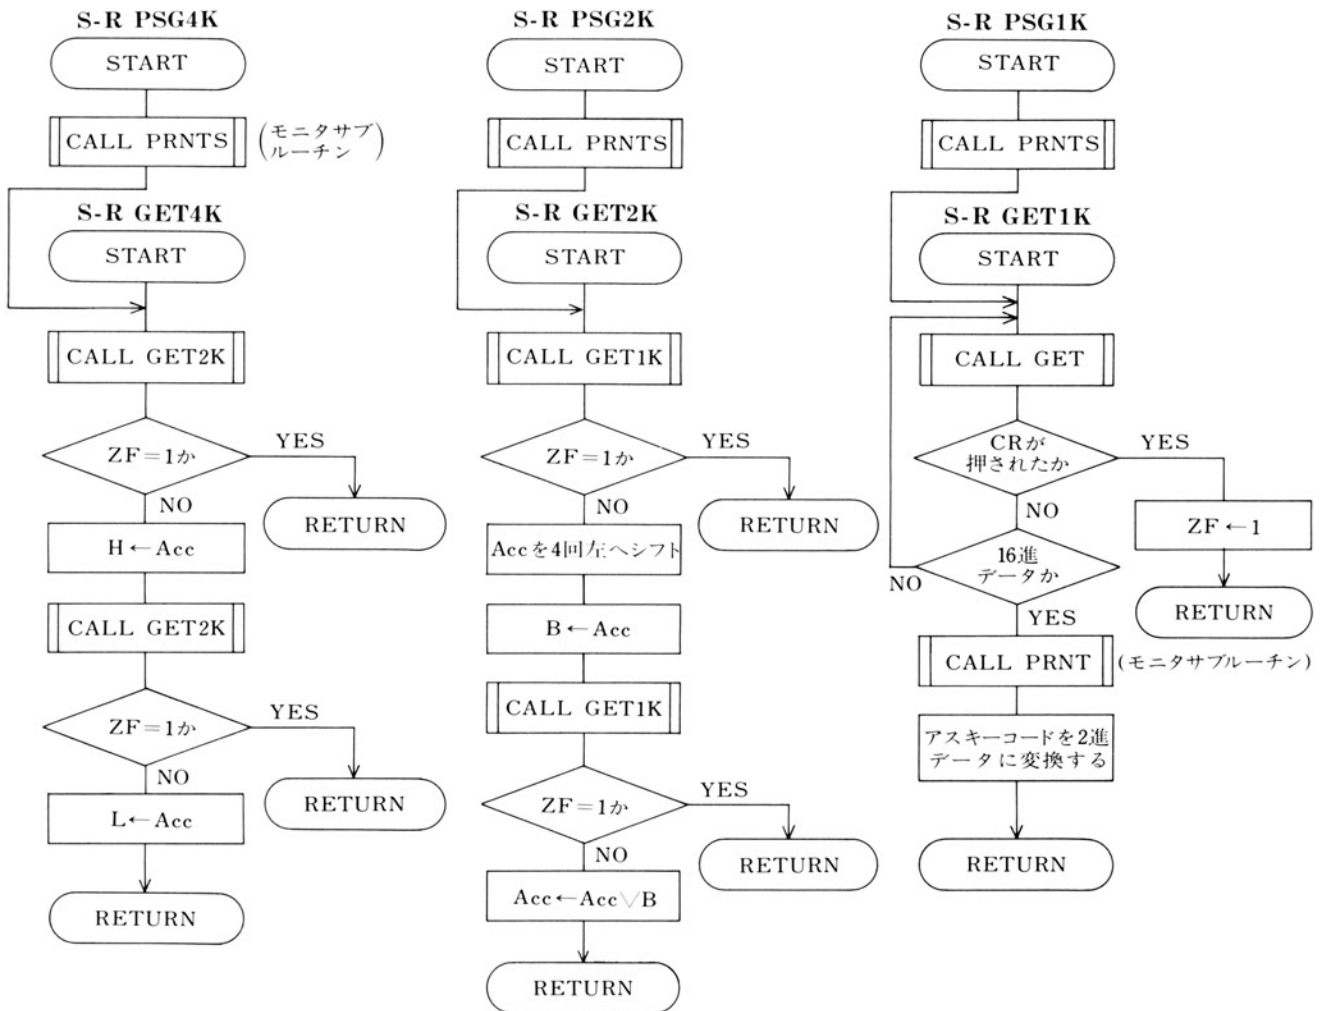 S-R PSG4K
START
CALL PRNTS
(モニタサブ
ルーチン)
S-R GET4K
START
CALL GET2K
ZF=1か
YES
RETURN
NO
H←Acc
CALL GET2K
ZF=1か
YES
RETURN
NO
L←Acc
RETURN
S-R PSG2K
START
CALL PRNTS
S-R GET2K
START
CALL GET1K
ZF=1か
YES
RETURN
NO
Accを4回左へシフト
B←Acc
CALL GET1K
ZF=1か
YES
RETURN
NO
Acc←Acc∨B
RETURN
S-R PSG1K
START
CALL PRNTS
S-R GET1K
START
CALL GET
CRが
押されたか
YES
ZF←1
RETURN
NO
16進
データか
NO
YES
CALL PRNT
(モニタサブルーチン)
アスキーコードを2進
データに変換する
RETURN